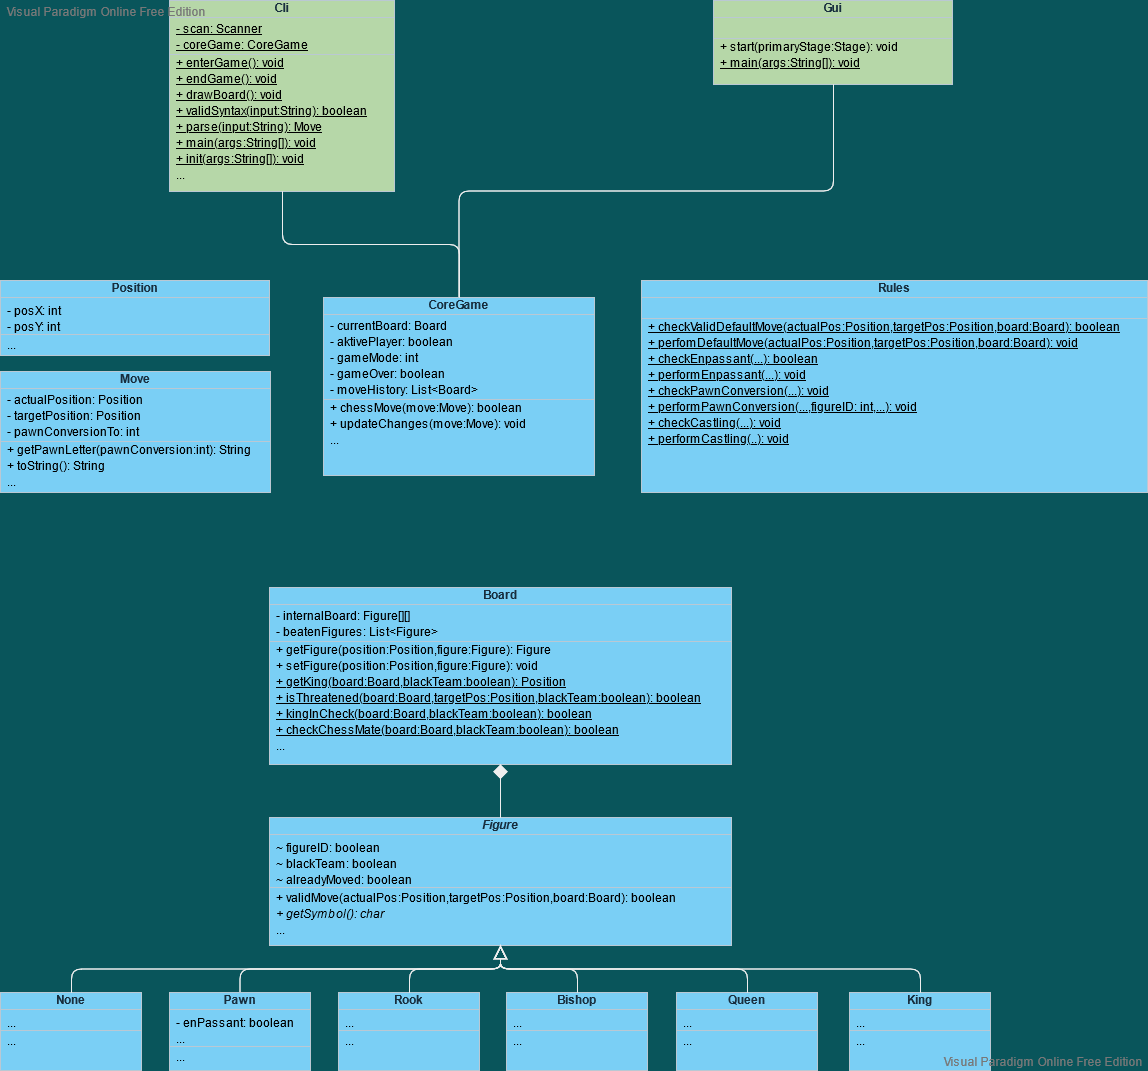 Visual Paradigm Online Free Edition
Cli
- scan: Scanner
- coreGame: CoreGame
+ enterGame(): void
+ endGame(): void
+ drawBoard(): void
+ validSyntax(input:String): boolean
+ parse(input:String): Move
+ main(args:String[]): void
+ init(args:String[]): void
...
Gui
+ start(primaryStage:Stage): void
+ main(args:String[]): void
Position
- posX: int
- posY: int
...
Move
- actualPosition: Position
- targetPosition: Position
- pawnConversionTo: int
+ getPawnLetter(pawnConversion:int): String
+ toString(): String
...
CoreGame
- currentBoard: Board
- aktivePlayer: boolean
- gameMode: int
- gameOver: boolean
- moveHistory: List<Board>
+ chessMove(move:Move): boolean
+ updateChanges(move:Move): void
...
Rules
+ checkValidDefaultMove(actualPos:Position,targetPos:Position,board:Board): boolean
+ perfomDefaultMove(actualPos:Position,targetPos:Position,board:Board): void
+ checkEnpassant(...): boolean
+ performEnpassant(...): void
+ checkPawnConversion(...): void
+ performPawnConversion(...,figureID: int,...): void
+ checkCastling(...): void
+ performCastling(..): void
Board
- internalBoard: Figure[][]
- beatenFigures: List<Figure>
+ getFigure(position:Position,figure:Figure): Figure
+ setFigure(position:Position,figure:Figure): void
+ getKing(board:Board,blackTeam:boolean): Position
+ isThreatened(board:Board,targetPos:Position,blackTeam:boolean): boolean
+ kingInCheck(board:Board,blackTeam:boolean): boolean
+ checkChessMate(board:Board,blackTeam:boolean): boolean
...
Figure
~ figureID: boolean
~ blackTeam: boolean
~ alreadyMoved: boolean
+ validMove(actualPos:Position,targetPos:Position,board:Board): boolean
+ getSymbol(): char
...
None
...
...
Pawn
- enPassant: boolean
...
...
Rook
...
...
Bishop
...
...
Queen
...
...
King
...
...
Visual Paradigm Online Free Edition